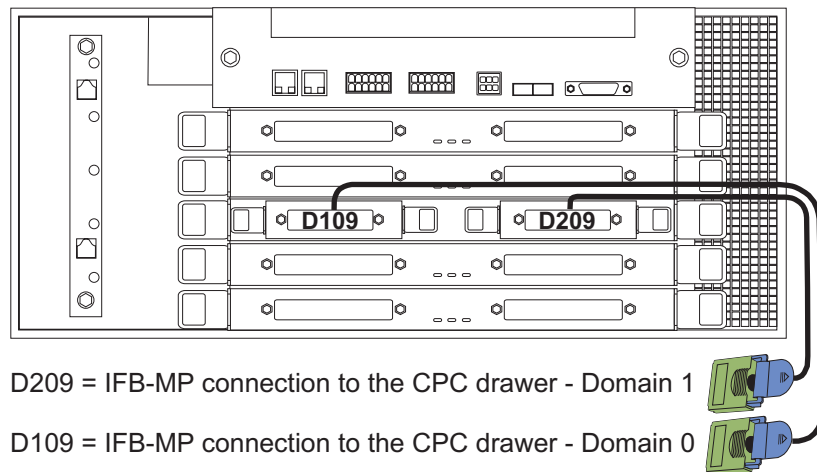 D109 D209
D209 = IFB-MP connection to the CPC drawer - Domain 1
D109 = IFB-MP connection to the CPC drawer - Domain 0